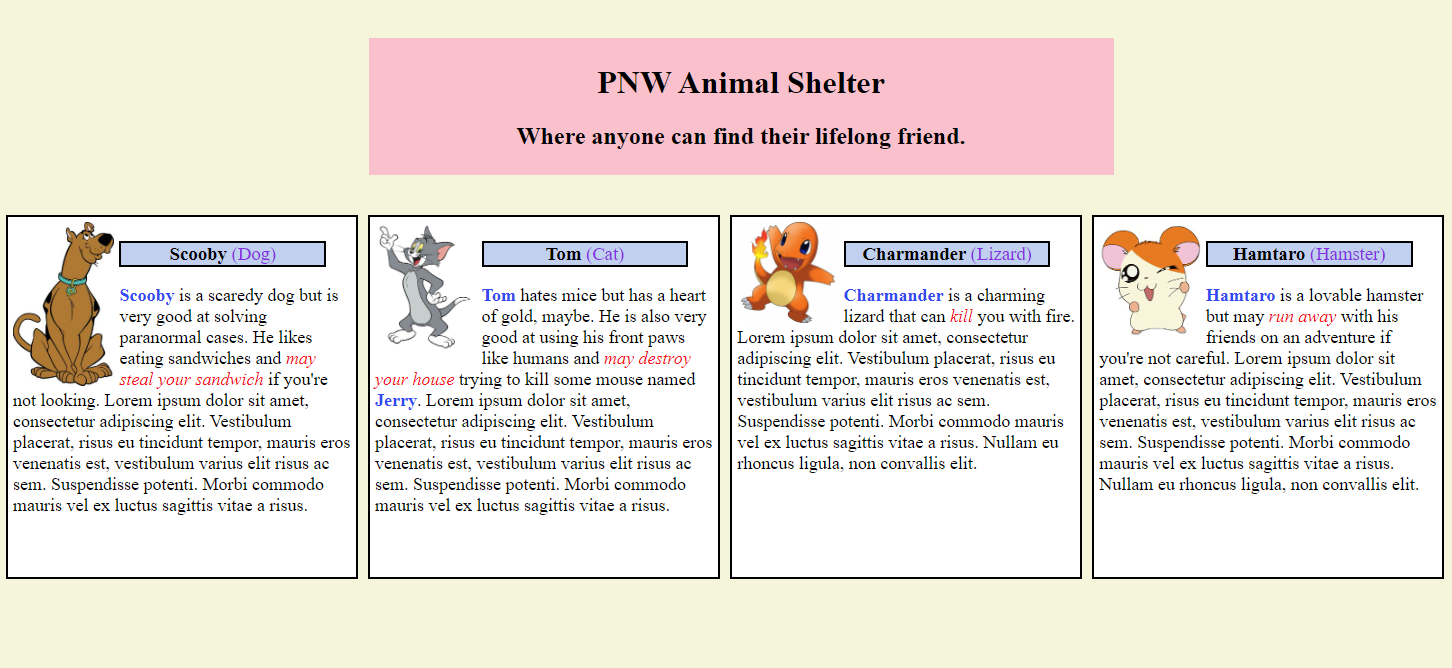 PNW Animal Shelter
Where anyone can find their lifelong friend.
Scooby (Dog)
Scooby is a scaredy dog but is
very good at solving
paranormal cases. He likes
eating sandwiches and may
steal your sandwich if you're
not looking. Lorem ipsum dolor sit amet,
consectetur adipiscing elit. Vestibulum
placerat, risus eu tincidunt tempor, mauris eros
venenatis est, vestibulum varius elit risus ac
sem. Suspendisse potenti. Morbi commodo
mauris vel ex luctus sagittis vitae a risus.
Tom (Cat)
Tom hates mice but has a heart
of gold, maybe. He is also very
good at using his front paws
like humans and may destroy
your house trying to kill some mouse named
Jerry. Lorem ipsum dolor sit amet,
consectetur adipiscing elit. Vestibulum
placerat, risus eu tincidunt tempor, mauris eros
venenatis est, vestibulum varius elit risus ac
sem. Suspendisse potenti. Morbi commodo
mauris vel ex luctus sagittis vitae a risus.
Charmander (Lizard)
Charmander is a charming
lizard that can kill you with fire.
Lorem ipsum dolor sit amet, consectetur
adipiscing elit. Vestibulum placerat, risus eu
tincidunt tempor, mauris eros venenatis est,
vestibulum varius elit risus ac sem.
Suspendisse potenti. Morbi commodo mauris
vel ex luctus sagittis vitae a risus. Nullam eu
rhoncus ligula, non convallis elit.
Hamtaro (Hamster)
Hamtaro is a lovable hamster
but may run away with his
friends on an adventure if
you're not careful. Lorem ipsum dolor sit
amet, consectetur adipiscing elit. Vestibulum
placerat, risus eu tincidunt tempor, mauris eros
venenatis est, vestibulum varius elit risus ac
sem. Suspendisse potenti. Morbi commodo
mauris vel ex luctus sagittis vitae a risus.
Nullam eu rhoncus ligula, non convallis elit.